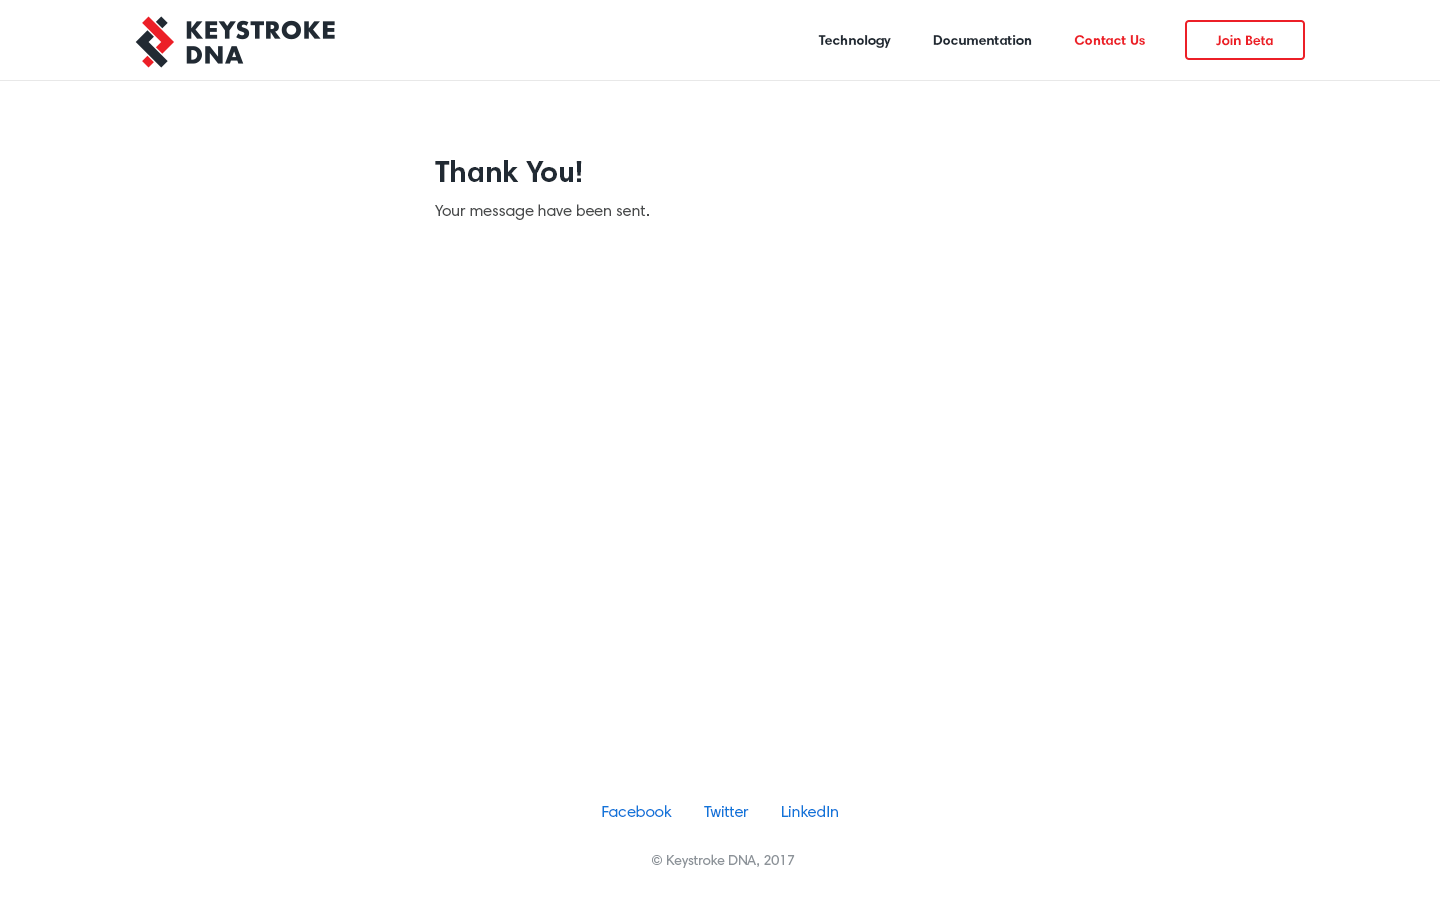 KEYSTROKE
DNA
Technology Documentation Contact Us Join Beta
Thank You!
Your message have been sent.
Facebook Twitter LinkedIn
© Keystroke DNA, 2017